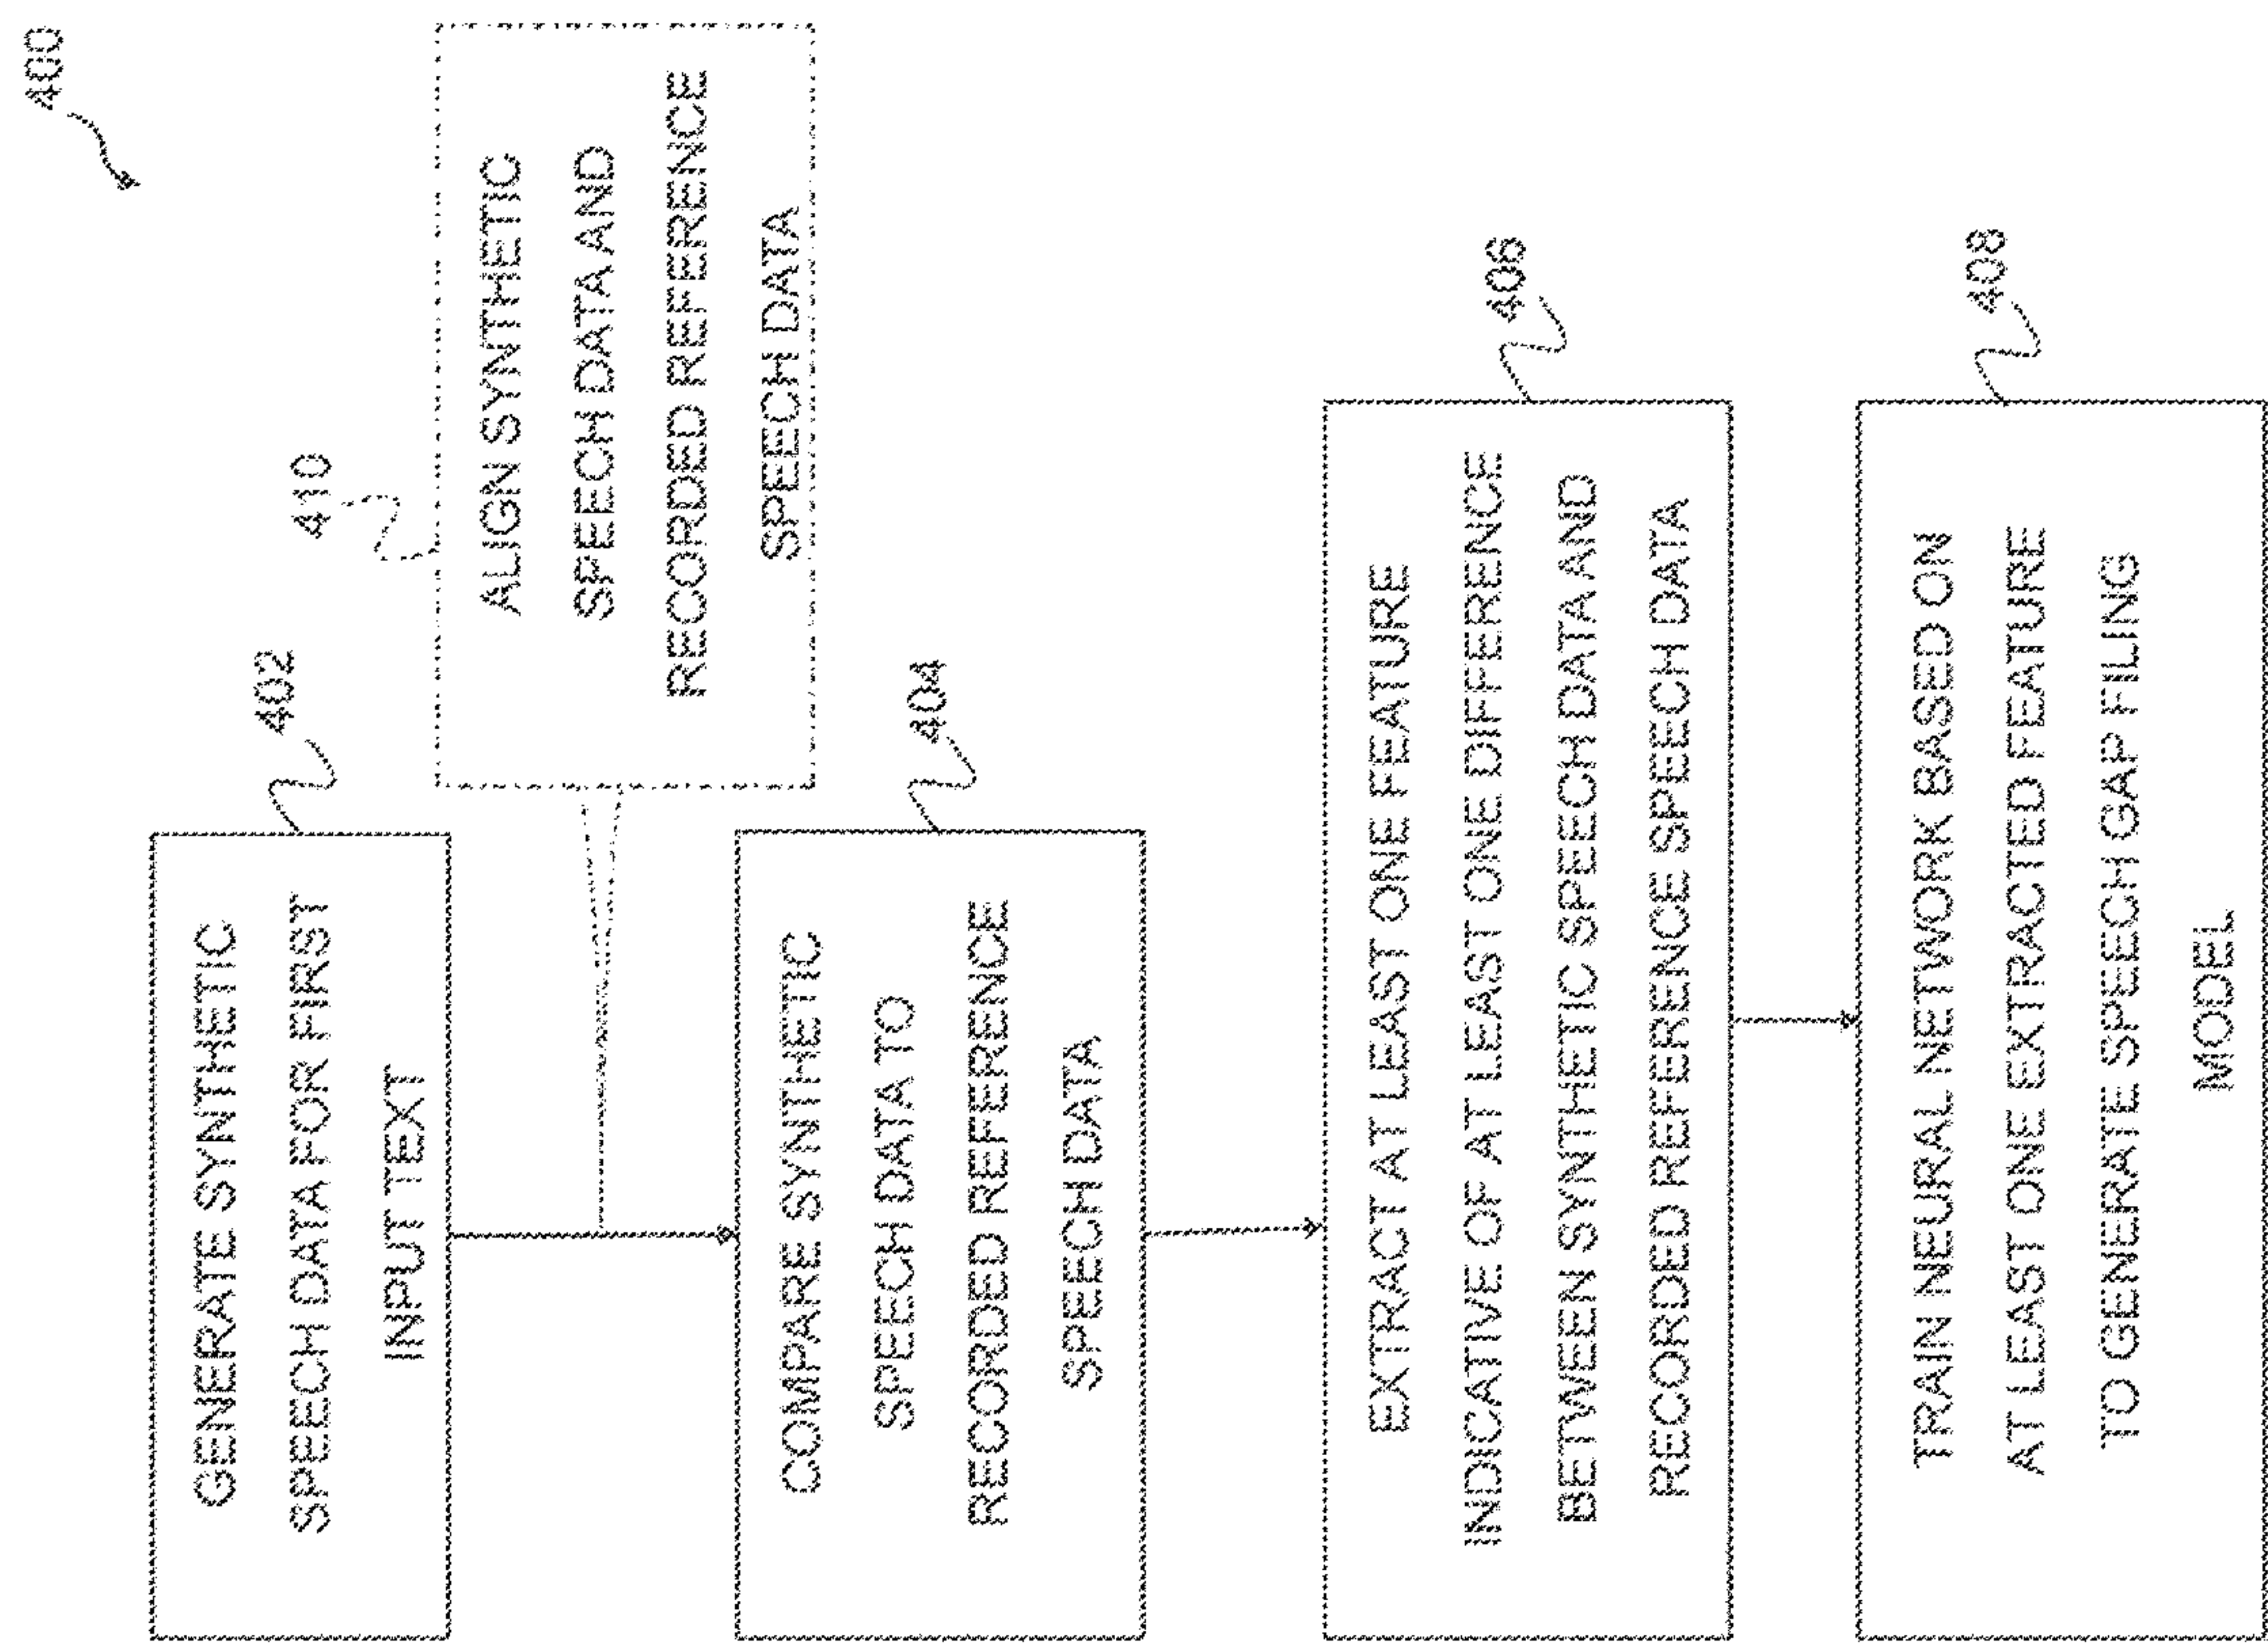 400
402
GENERATE SYNTHETIC
SPEECH DATA FOR FIRST
INPUT TEXT
410
ALIGN SYNTHETIC
SPEECH DATA AND
RECORDED REFERENCE
SPEECH DATA
404
COMPARE SYNTHETIC
SPEECH DATA TO
RECORDED REFERENCE
SPEECH DATA
406
EXTRACT AT LEAST ONE FEATURE
INDICATIVE OF AT LEAST ONE DIFFERENCE
BETWEEN SYNTHETIC SPEECH DATA AND
RECORDED REFERENCE SPEECH DATA
408
TRAIN NEURAL NETWORK BASED ON
AT LEAST ONE EXTRACTED FEATURE
TO GENERATE SPEECH GAP FILING
MODEL